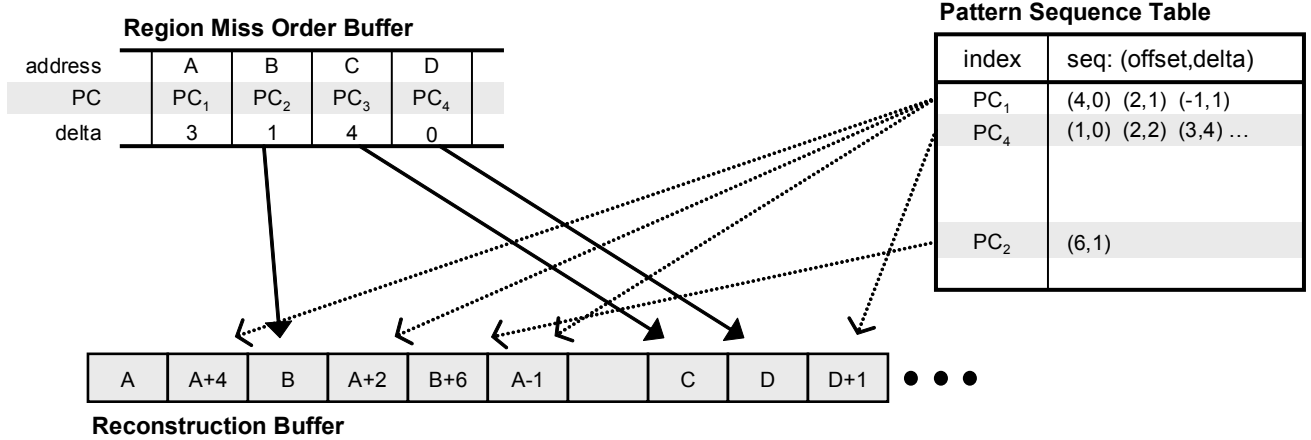 Pattern Sequence Table
Region Miss Order Buffer
index seq: (offset,delta)
address A B C D
PC PC1 PC2 PC3 PC4
delta 3 1 4 0
PC1 (4,0) (2,1) (-1,1)
PC4 (1,0) (2,2) (3,4) …
PC2 (6,1)
A A+4 B A+2 B+6 A-1 C D D+1
Reconstruction Buffer